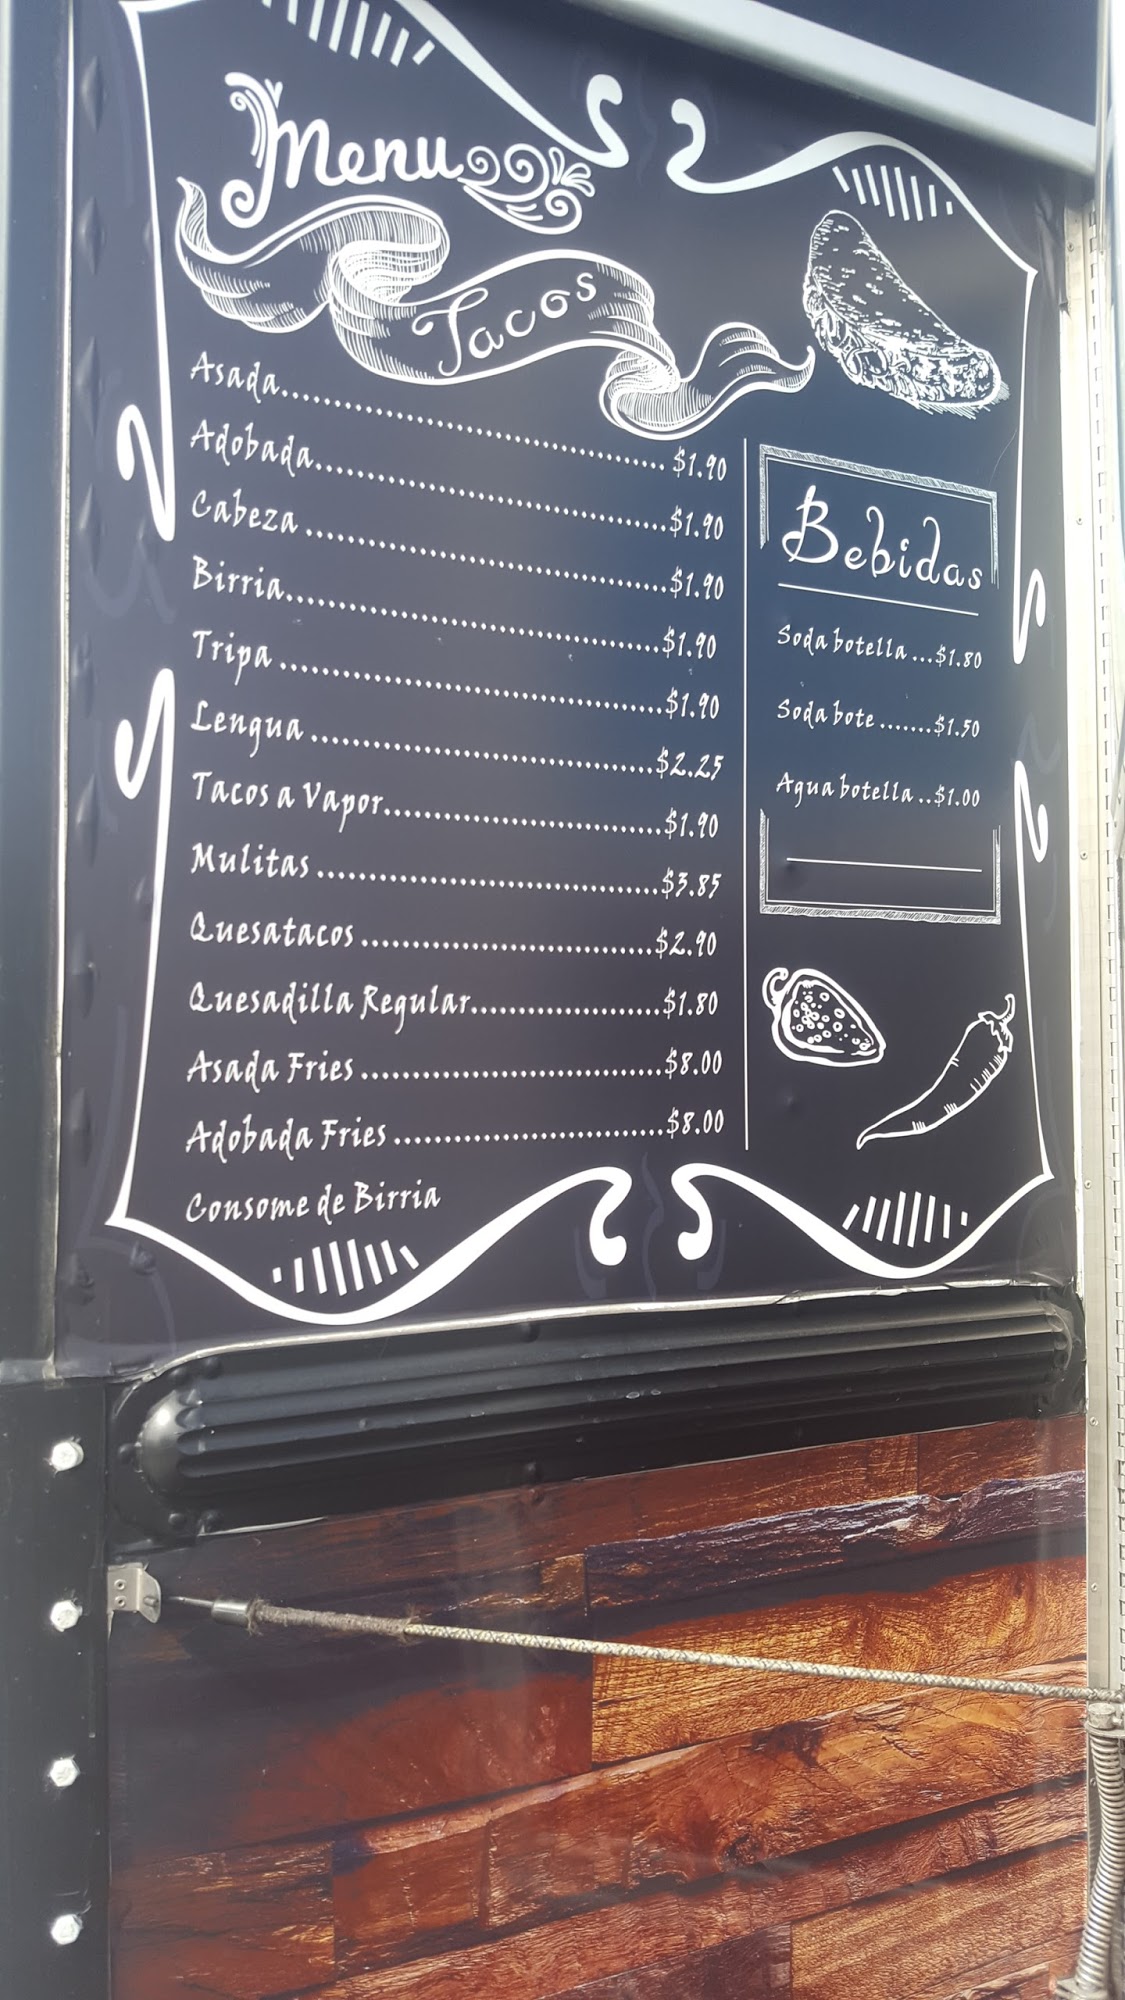 Menu
Tacos
Asada....................................... $1.90
Adobada....................................$1.90
Cabeza.....................................$1.90
Birria.......................................$1.90
Tripa.......................................$1.90
Lengua....................................$2.25
Tacos a Vapor............................$1.90
Mulitas...................................$3.85
Quesatacos..............................$2.90
Quesadilla Regular...................$1.80
Asada Fries...............................$8.00
Adobada Fries...........................$8.00
Consome de Birria
Bebidas
Soda botella...$1.80
Soda bote.......$1.50
Agua botella..$1.00